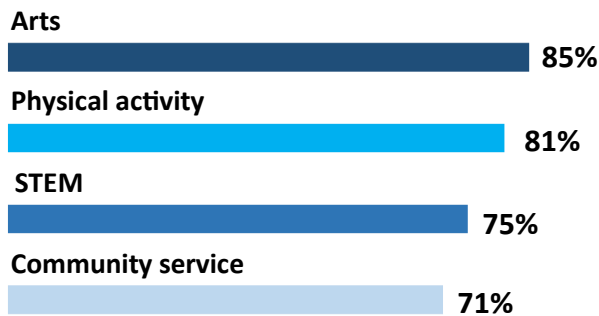 Arts
85%
Physical activity
81%
STEM
75%
Community service
71%